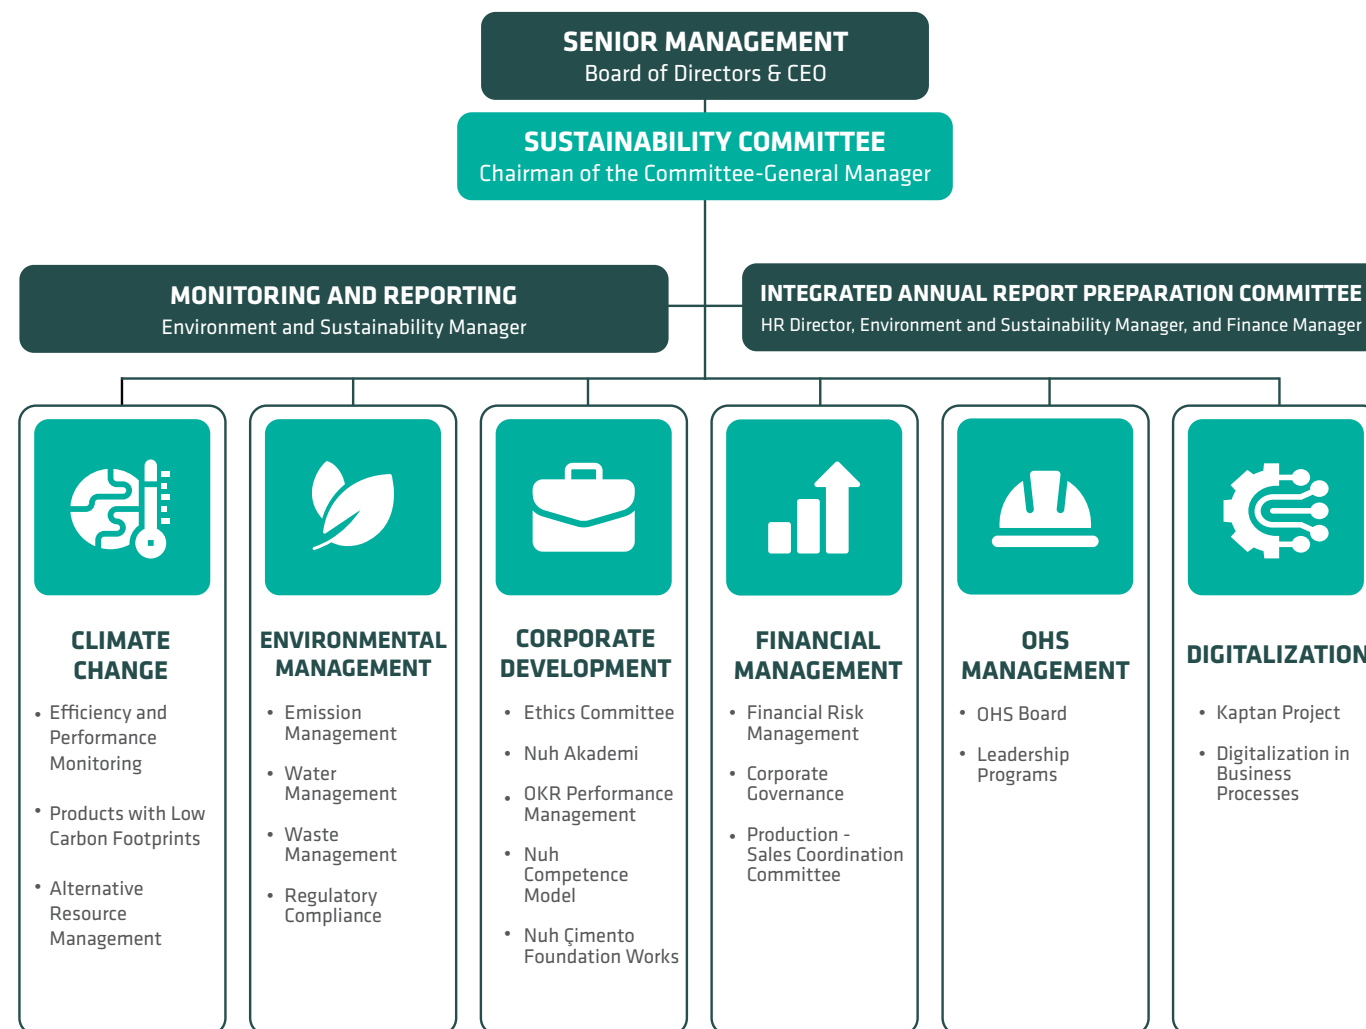 SENIOR MANAGEMENT
Board of Directors & CEO
SUSTAINABILITY COMMITTEE
Chairman of the Committee-General Manager
MONITORING AND REPORTING
Environment and Sustainability Manager
INTEGRATED ANNUAL REPORT PREPARATION COMMITTEE
HR Director, Environment and Sustainability Manager, and Finance Manager
CLIMATE
CHANGE
• Efficiency and
Performance
Monitoring
• Products with Low
Carbon Footprints
• Alternative
Resource
Management
ENVIRONMENTAL
MANAGEMENT
• Emission
Management
• Water
Management
• Waste
Management
• Regulatory
Compliance
CORPORATE
DEVELOPMENT
• Ethics Committee
• Nuh Akademi
• OKR Performance
Management
• Nuh
Competence
Model
• Nuh Çimento
Foundation Works
FINANCIAL
MANAGEMENT
• Financial Risk
Management
• Corporate
Governance
• Production -
Sales Coordination
Committee
OHS
MANAGEMENT
• OHS Board
• Leadership
Programs
DIGITALIZATION
• Kaptan Project
• Digitalization in
Business
Processes